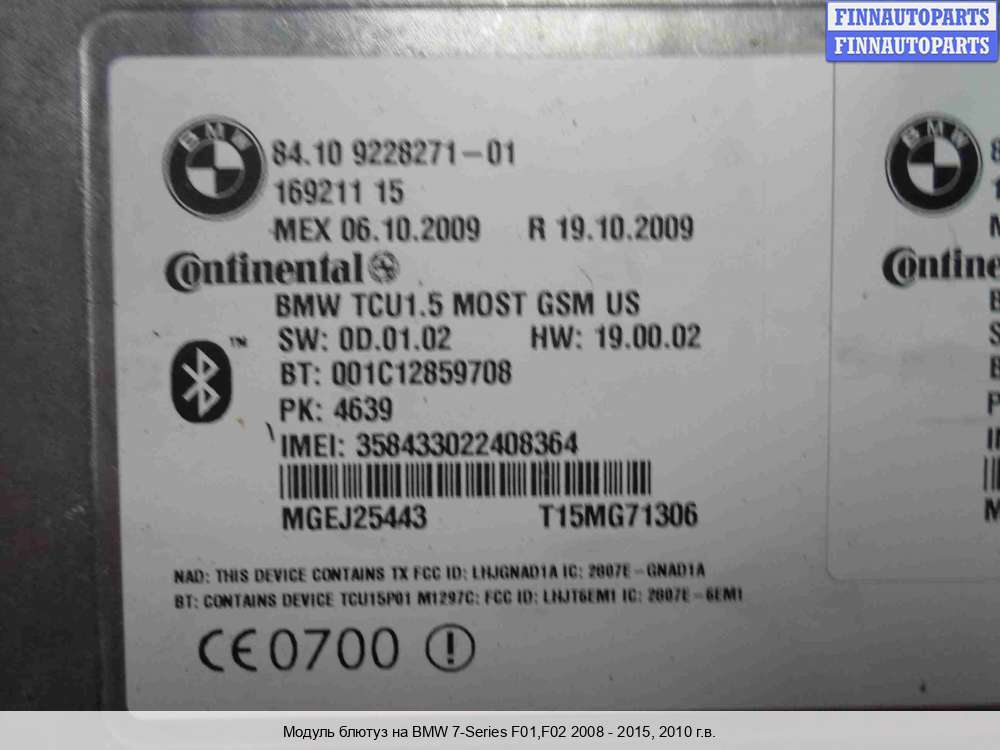 FINNAUTOPARTS
FINNAUTOPARTS
BMW
84.10 9228271-01
169211 15
MEX 06.10.2009 R 19.10.2009
Continental
BMW TCU1.5 MOST GSM US
SW: 0D.01.02 HW: 19.00.02
™
BT: 001C12859708
PK: 4639
IMEI: 358433022408364
MGEJ25443 T15MG71306
NAD: THIS DEVICE CONTAINS TX FCC ID: LHJGNAD1A IC: 2807E-GNAD1A
BT: CONTAINS DEVICE TCU15P01 M1297C: FCC ID: LHJT6EM1 IC: 2807E-6EM1
CE0700
BMW
Модуль блютуз на BMW 7-Series F01,F02 2008 - 2015, 2010 г.в.